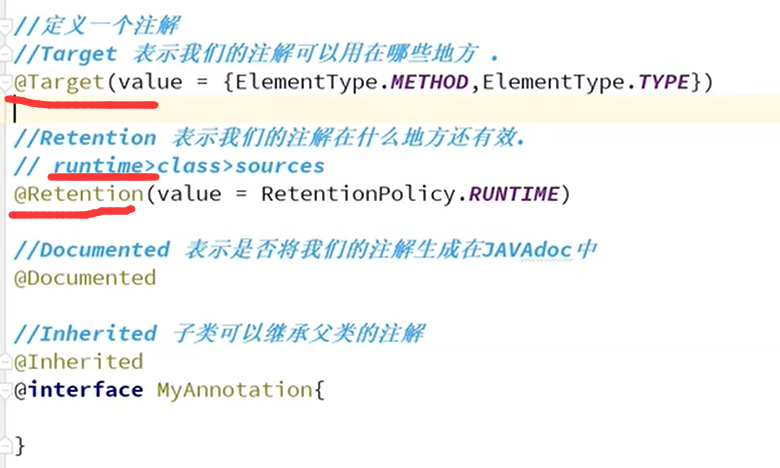 //定义一个注解
//Target 表示我们的注解可以用在哪些地方 .
@Target(value = {ElementType.METHOD,ElementType.TYPE})
//Retention 表示我们的注解在什么地方还有效.
// runtime>class>sources
@Retention(value = RetentionPolicy.RUNTIME)
//Documented 表示是否将我们的注解生成在JAVAdoc中
@Documented
//Inherited 子类可以继承父类的注解
@Inherited
@interface MyAnnotation{
}